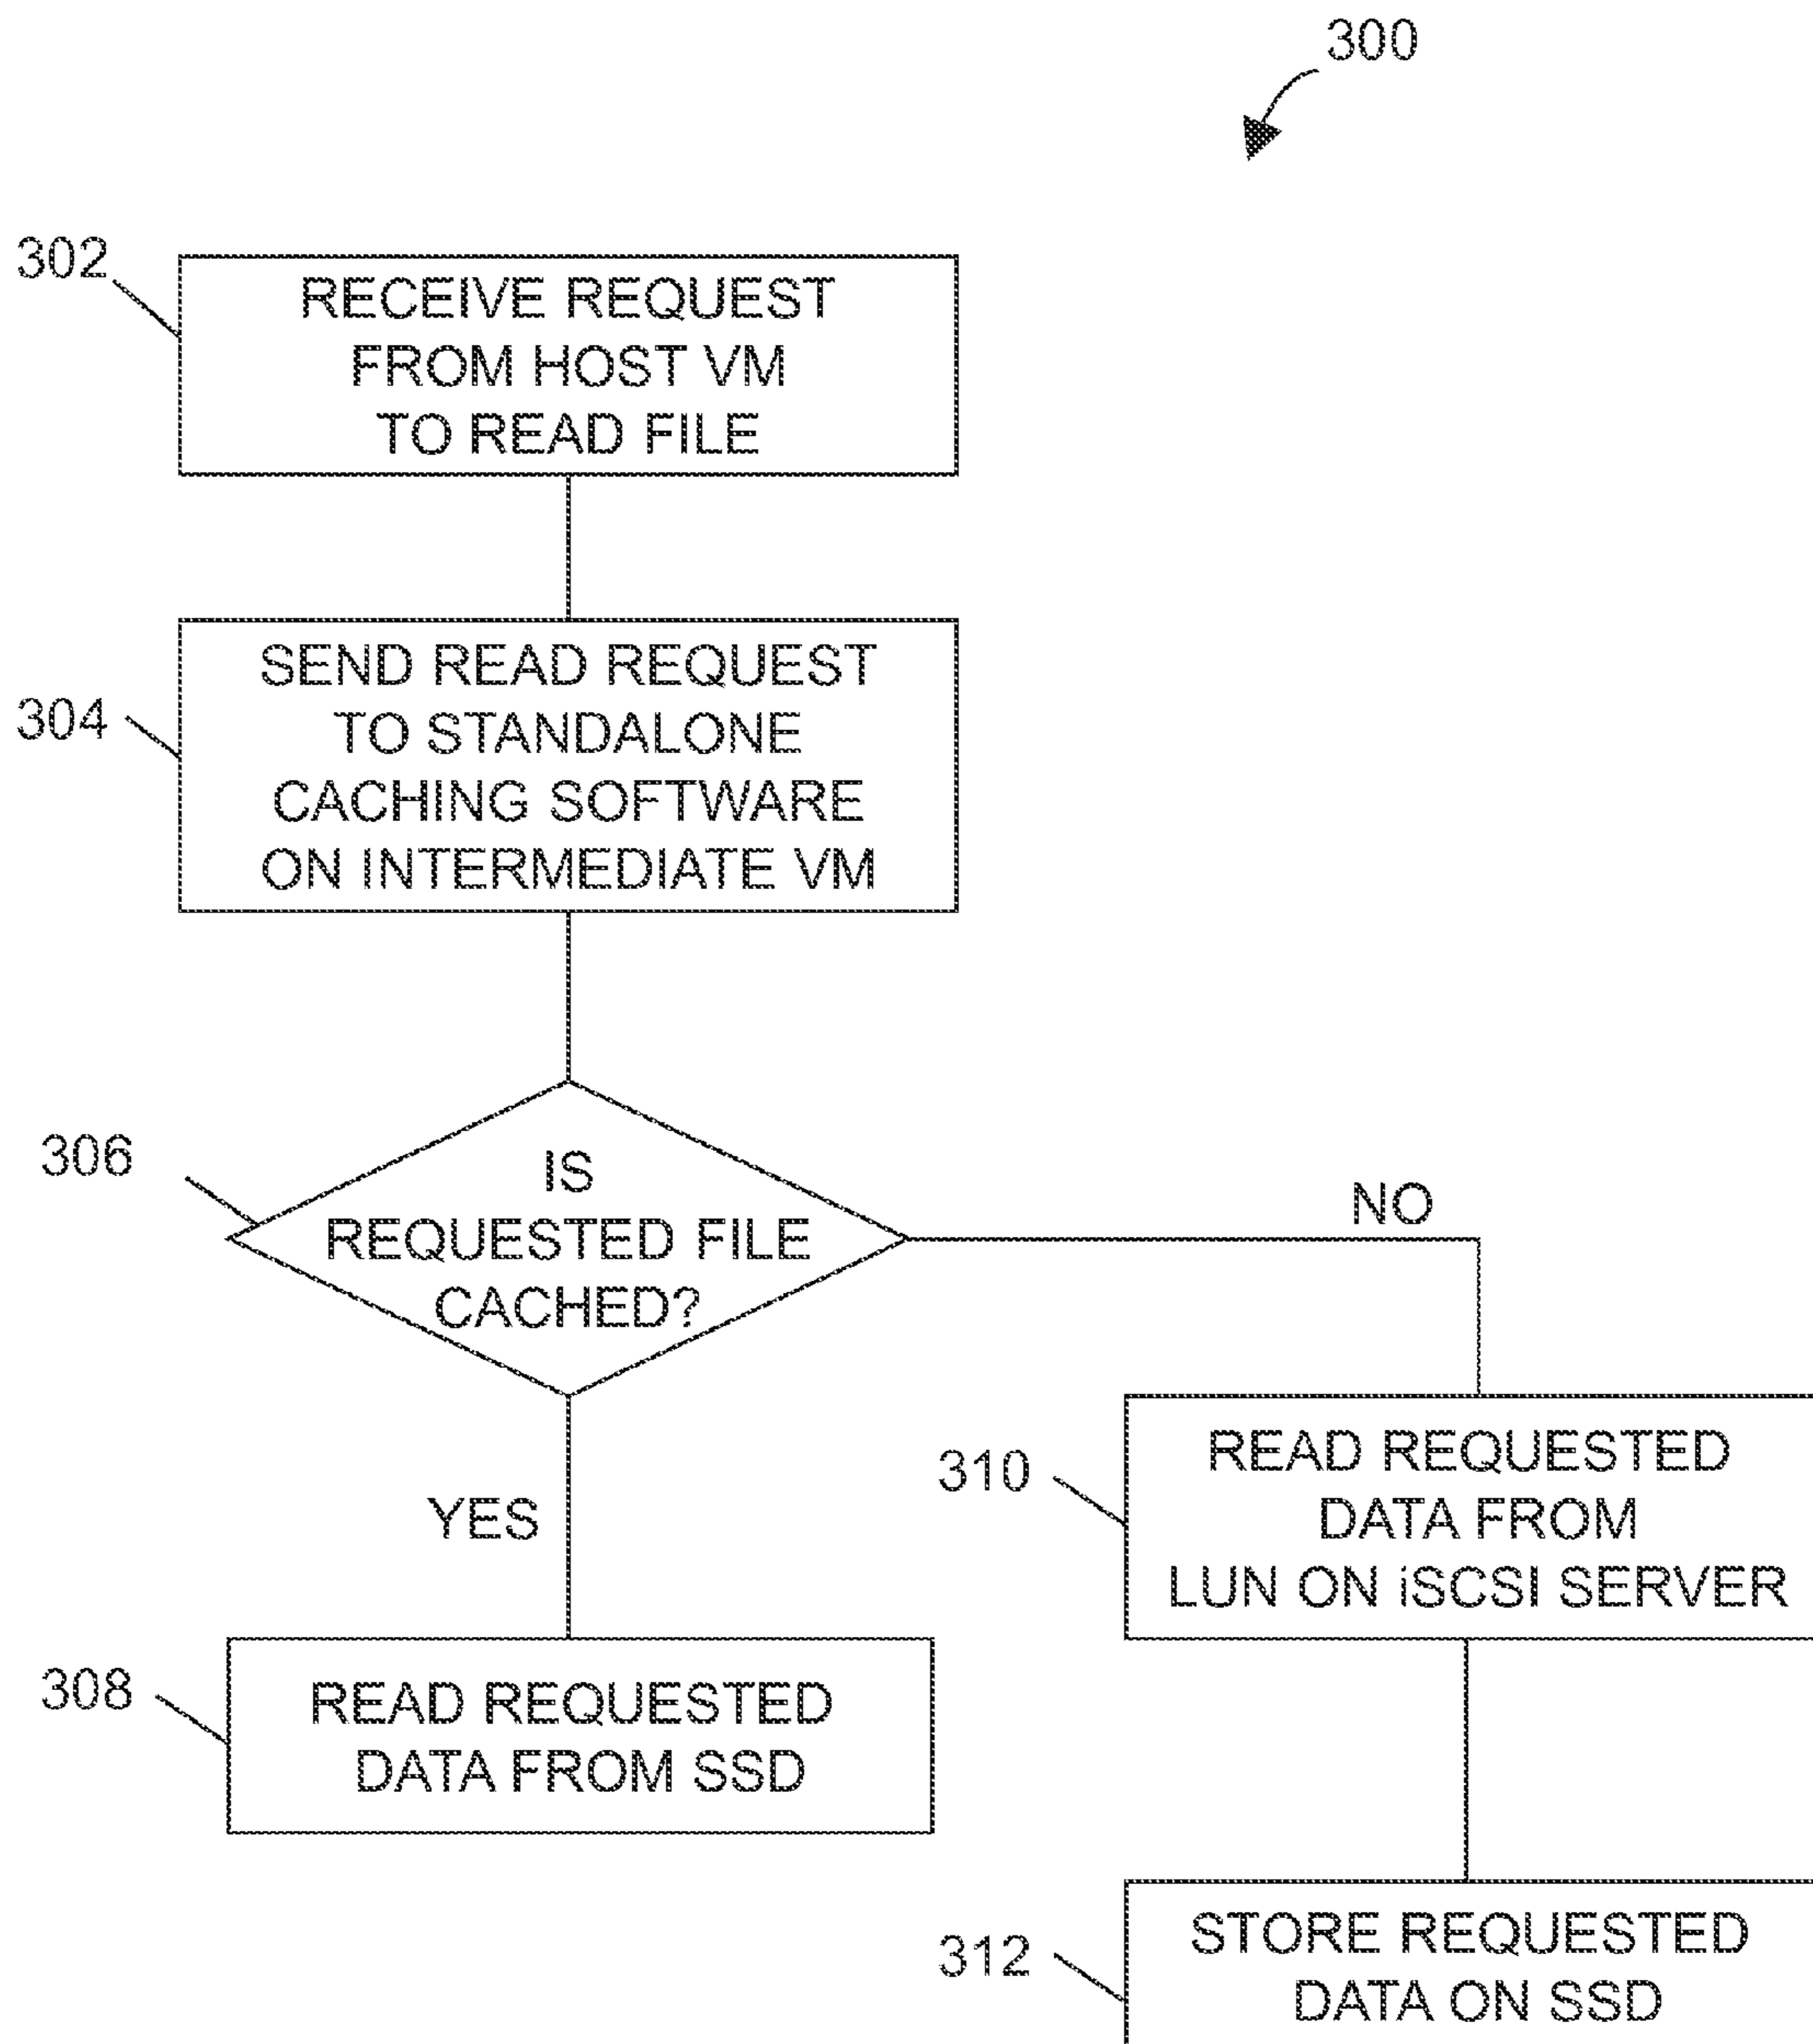 300
302
RECEIVE REQUEST
FROM HOST VM
TO READ FILE
304
SEND READ REQUEST
TO STANDALONE
CACHING SOFTWARE
ON INTERMEDIATE VM
306
IS
REQUESTED FILE
CACHED?
NO
YES
310
READ REQUESTED
DATA FROM
LUN ON iSCSI SERVER
308
READ REQUESTED
DATA FROM SSD
312
STORE REQUESTED
DATA ON SSD